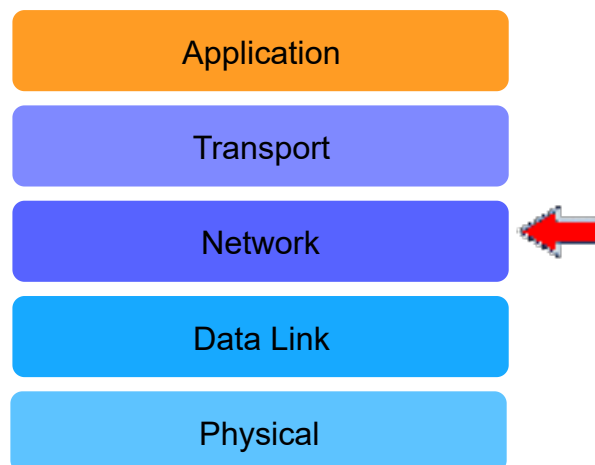 Application
Transport
Network
Data Link
Physical